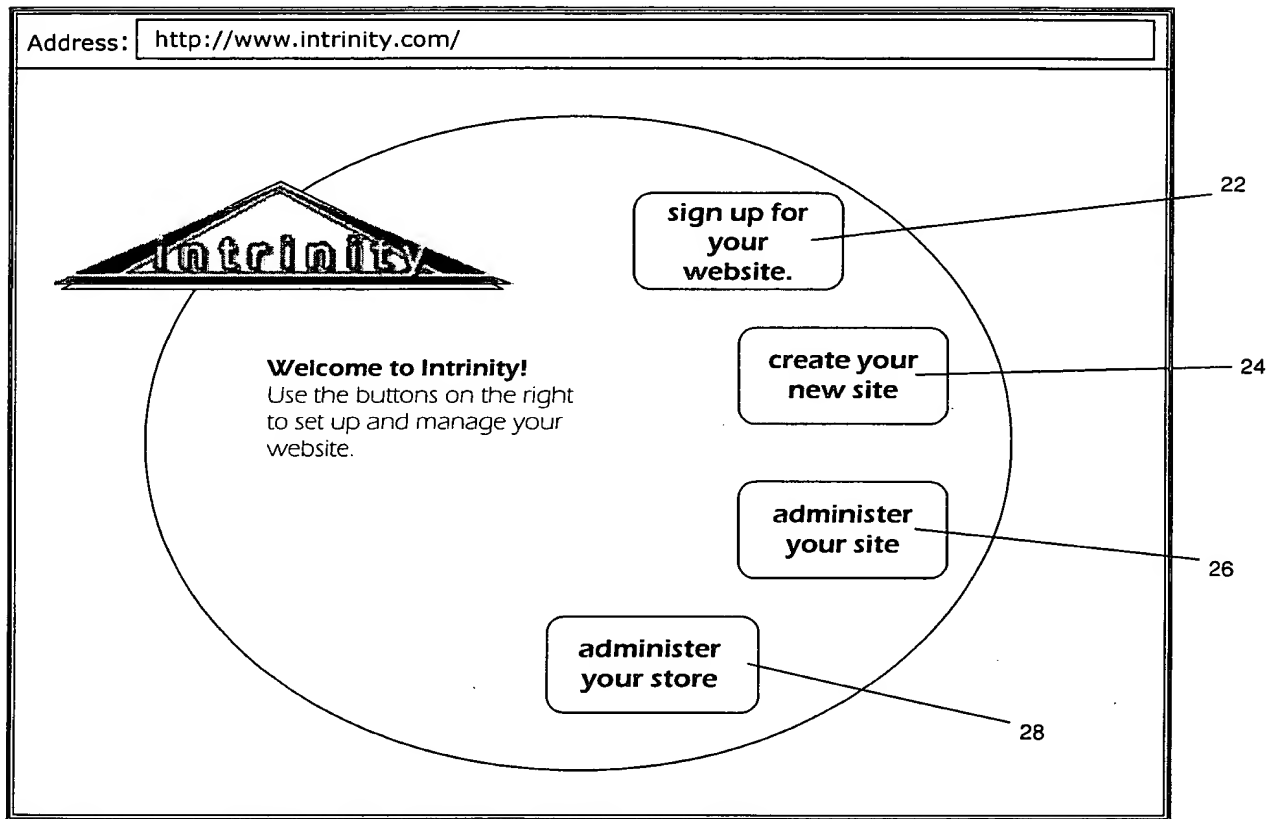 Address: http://www.intrinity.com/
intrinity
sign up for
your
website.
22
Welcome to Intrinity!
Use the buttons on the right
to set up and manage your
website.
create your
new site
24
administer
your site
26
administer
your store
28